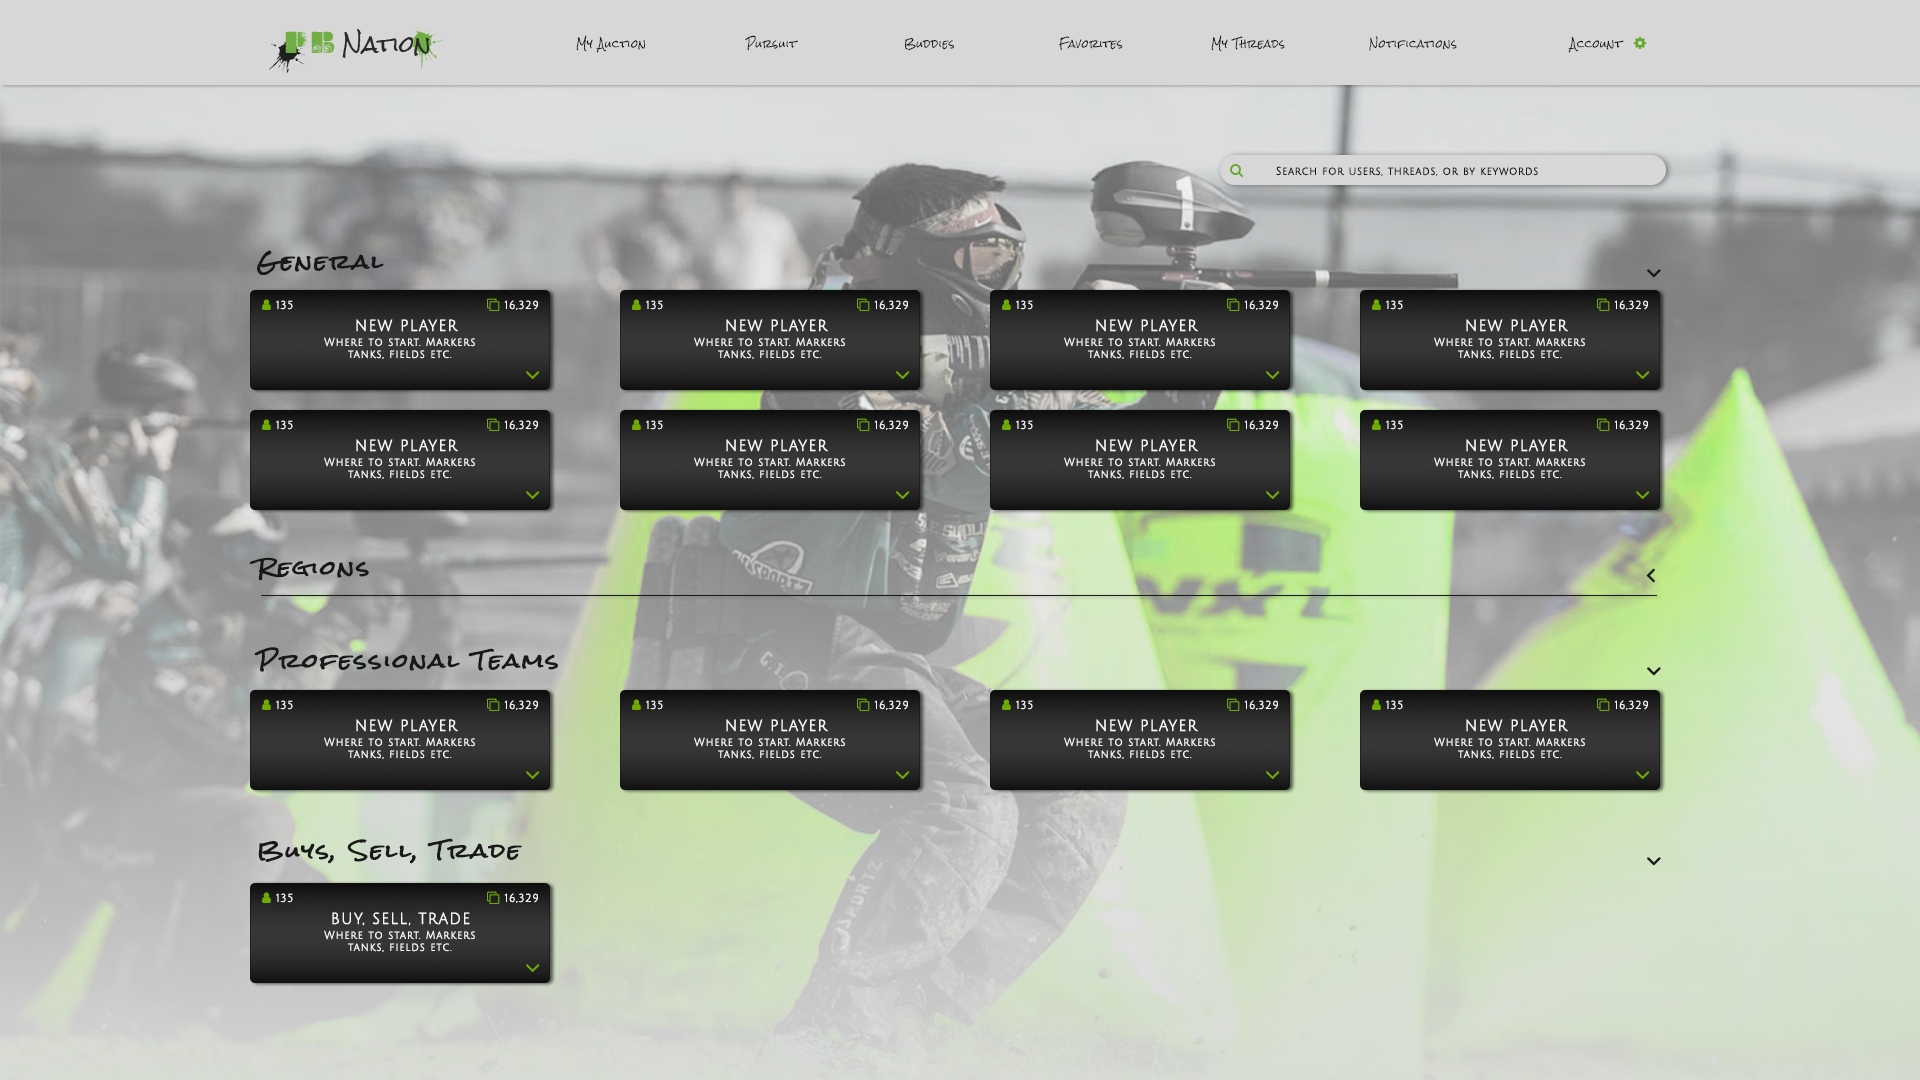 PB Nation
My Auction
Pursuit
Buddies
Favorites
My Threads
Notifications
Account
Search for users, threads, or by keywords
1
General
135 16,329
NEW PLAYER
Where to start. Markers
tanks, fields etc.
135 16,329
NEW PLAYER
Where to start. Markers
tanks, fields etc.
135 16,329
NEW PLAYER
Where to start. Markers
tanks, fields etc.
135 16,329
NEW PLAYER
Where to start. Markers
tanks, fields etc.
135 16,329
NEW PLAYER
Where to start. Markers
tanks, fields etc.
135 16,329
NEW PLAYER
Where to start. Markers
tanks, fields etc.
135 16,329
NEW PLAYER
Where to start. Markers
tanks, fields etc.
135 16,329
NEW PLAYER
Where to start. Markers
tanks, fields etc.
Regions
Professional Teams
135 16,329
NEW PLAYER
Where to start. Markers
tanks, fields etc.
135 16,329
NEW PLAYER
Where to start. Markers
tanks, fields etc.
135 16,329
NEW PLAYER
Where to start. Markers
tanks, fields etc.
135 16,329
NEW PLAYER
Where to start. Markers
tanks, fields etc.
Buys, Sell, Trade
135 16,329
BUY, SELL, TRADE
Where to start. Markers
tanks, fields etc.